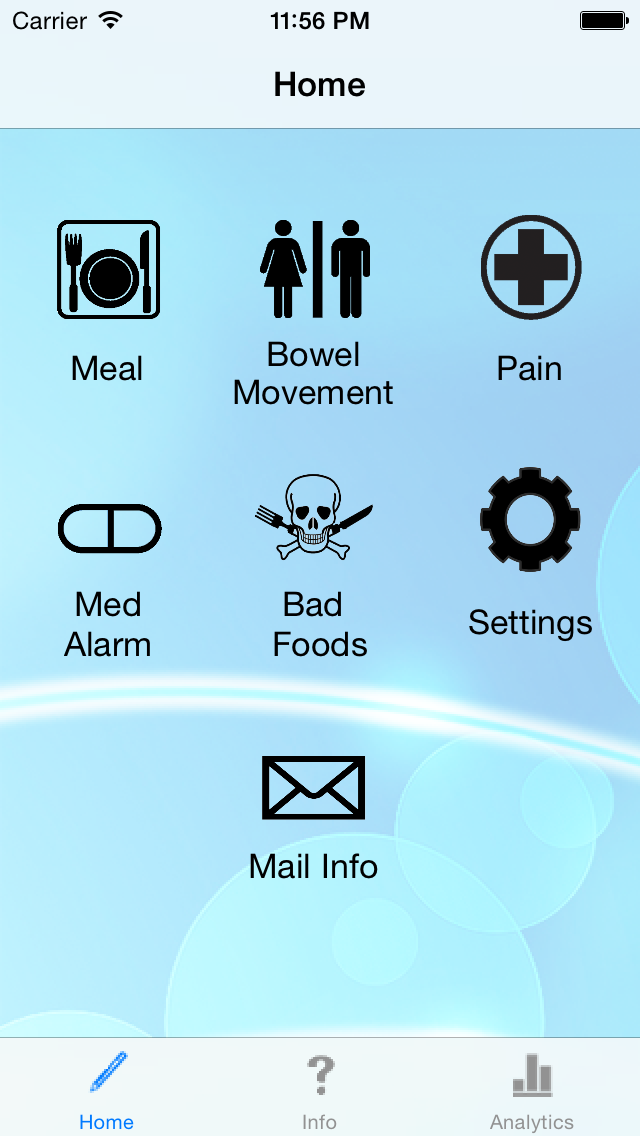 Carrier 11:56 PM
Home
Meal
Bowel
Movement
Pain
Med
Alarm
Bad
Foods
Settings
Mail Info
Home Info Analytics